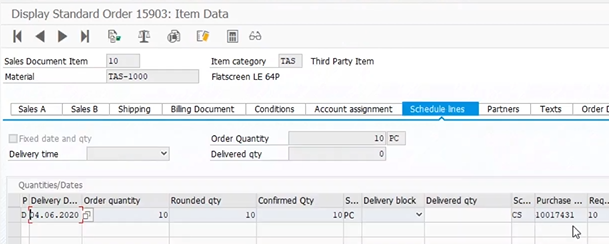 Display Standard Order 15903: Item Data
Sales Document Item 10 Item category TAS Third Party Item
Material TAS-1000 Flatscreen LE 64P
Sales A Sales B Shipping Billing Document Conditions Account assignment Schedule lines Partners Texts Order D
Fixed date and qty Order Quantity 10 PC
Delivery time Delivered qty 0
Quantities/Dates
P Delivery D... Order quantity Rounded qty Confirmed Qty S... Delivery block Delivered qty Sc... Purchase ... Req...
D 04.06.2020 10 10 10 PC CS 10017431 10